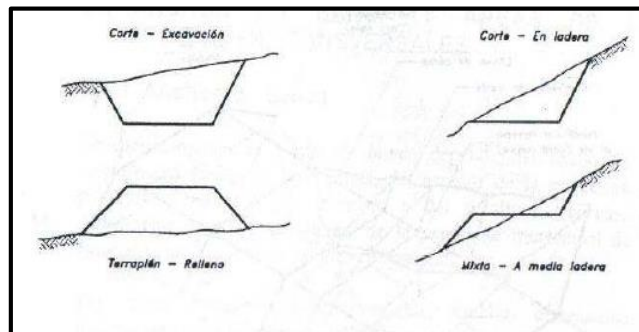 Corte - Excavación
Corte - En ladera
Terraplén - Relleno
Mixta - A media ladera